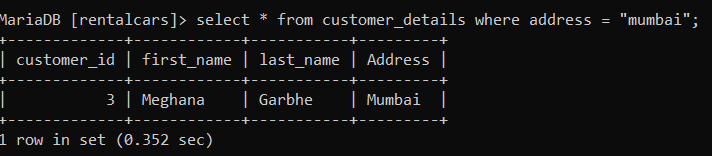 MariaDB [rentalcars]> select * from customer_details where address = "mumbai";
+-------------+------------+-----------+---------+
| customer_id | first_name | last_name | Address |
+-------------+------------+-----------+---------+
|           3 | Meghana    | Garbhe    | Mumbai  |
+-------------+------------+-----------+---------+
1 row in set (0.352 sec)